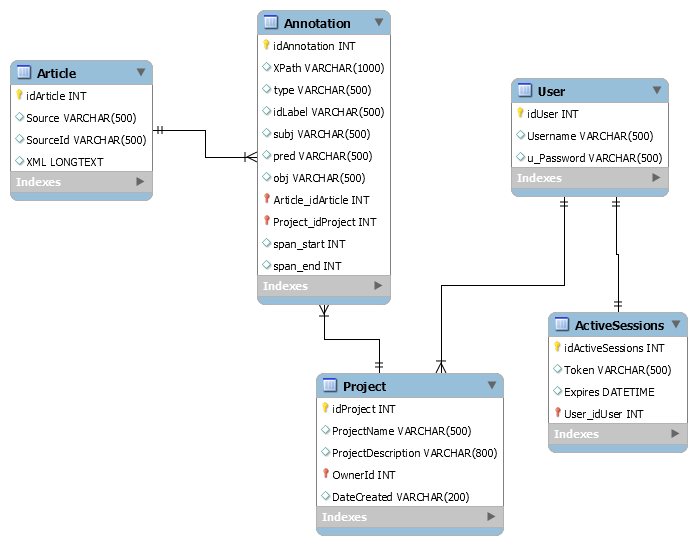 Annotation
idAnnotation INT
XPath VARCHAR(1000)
type VARCHAR(500)
idLabel VARCHAR(500)
subj VARCHAR(500)
pred VARCHAR(500)
obj VARCHAR(500)
Article_idArticle INT
Project_idProject INT
span_start INT
span_end INT
Indexes
Article
idArticle INT
Source VARCHAR(500)
SourceId VARCHAR(500)
XML LONGTEXT
Indexes
User
idUser INT
Username VARCHAR(500)
u_Password VARCHAR(500)
Indexes
ActiveSessions
idActiveSessions INT
Token VARCHAR(500)
Expires DATETIME
User_idUser INT
Indexes
Project
idProject INT
ProjectName VARCHAR(500)
ProjectDescription VARCHAR(800)
OwnerId INT
DateCreated VARCHAR(200)
Indexes